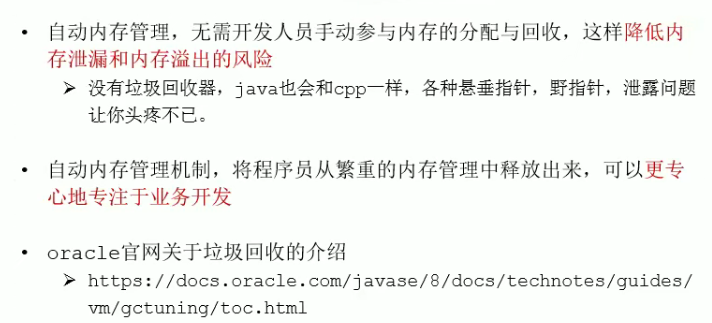 • 自动内存管理，无需开发人员手动参与内存的分配与回收，这样降低内
存泄漏和内存溢出的风险
➢ 没有垃圾回收器，java也会和cpp一样，各种悬垂指针，野指针，泄露问题
让你头疼不已。
• 自动内存管理机制，将程序员从繁重的内存管理中释放出来，可以更专
心地专注于业务开发
• oracle官网关于垃圾回收的介绍
➢ https://docs.oracle.com/javase/8/docs/technotes/guides/
vm/gctuning/toc.html